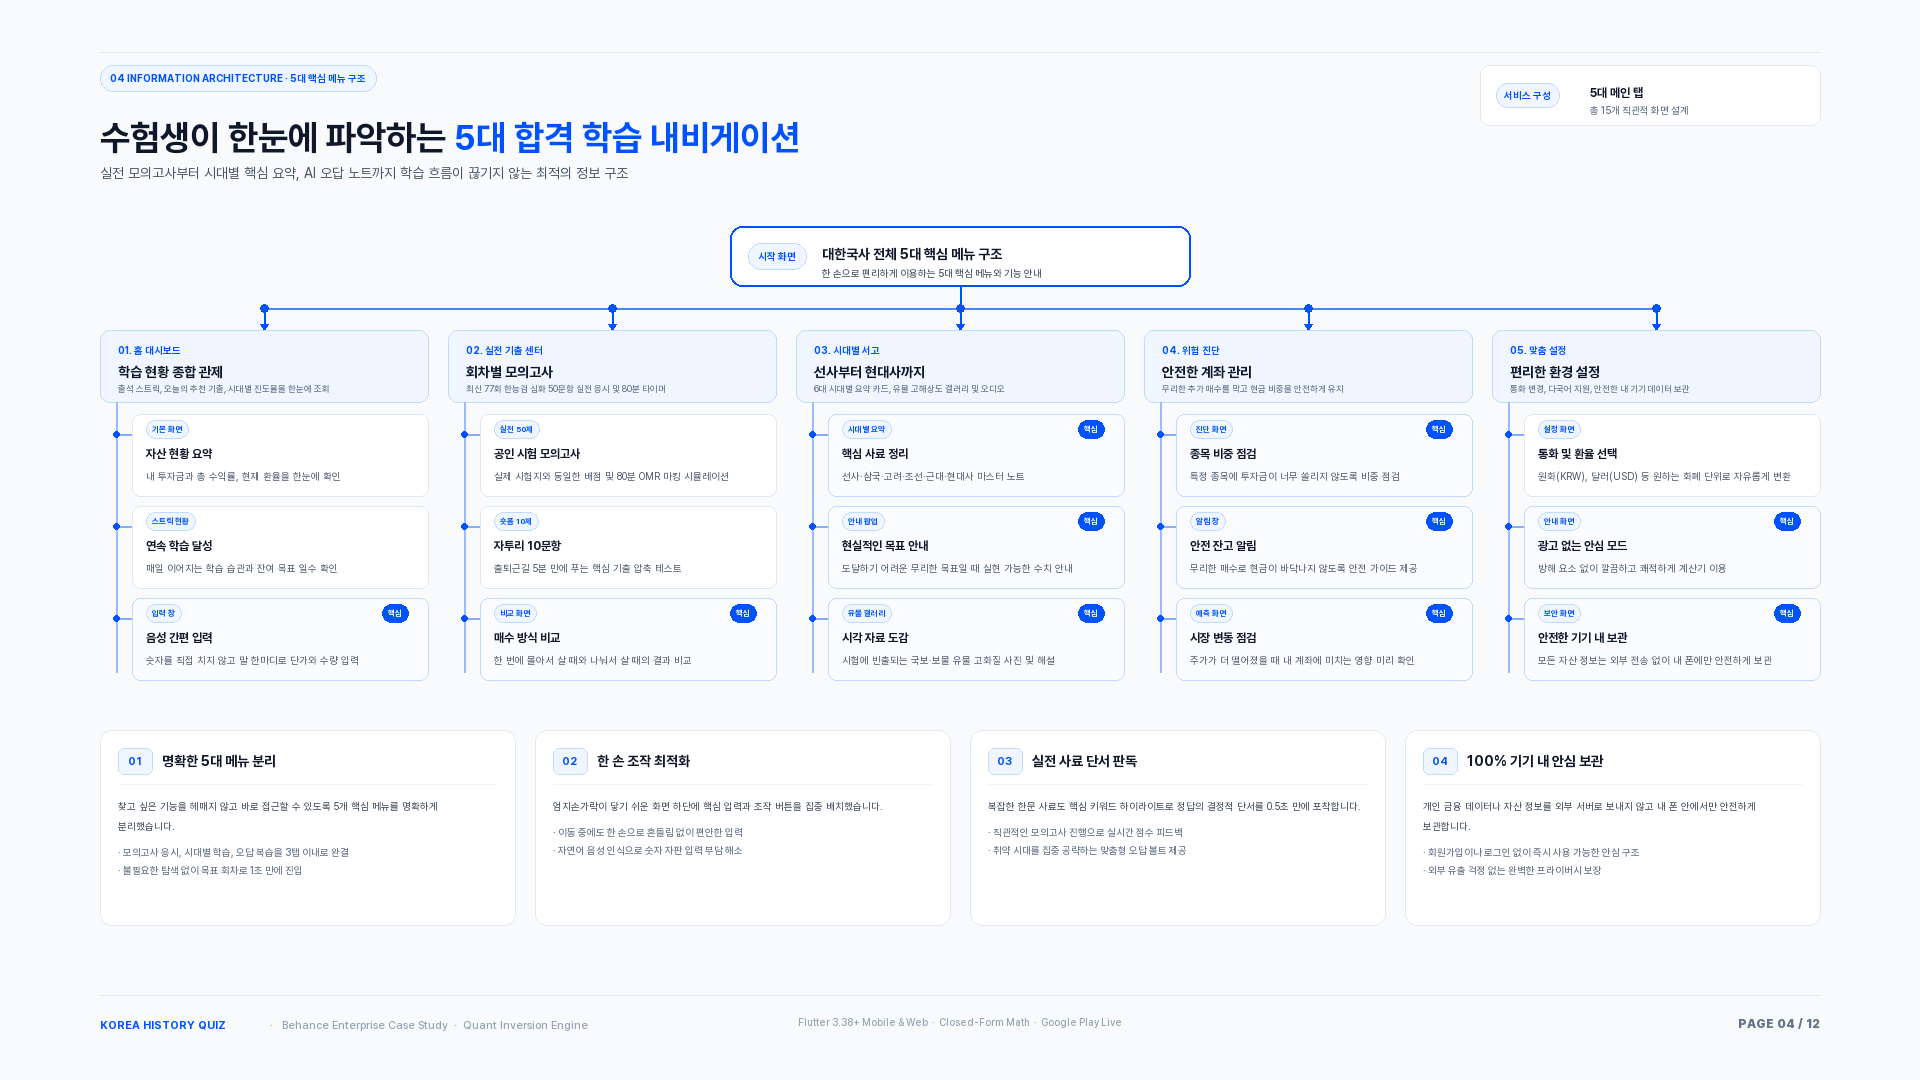 04 INFORMATION ARCHITECTURE · 5대 핵심 메뉴 구조
수험생이 한눈에 파악하는 5대 합격 학습 내비게이션
실전 모의고사부터 시대별 핵심 요약, AI 오답 노트까지 학습 흐름이 끊기지 않는 최적의 정보 구조
서비스 구성
5대 메인 탭
총 15개 직관적 화면 설계
시작 화면
대한국사 전체 5대 핵심 메뉴 구조
한 손으로 편리하게 이용하는 5대 핵심 메뉴와 기능 안내
01. 홈 대시보드
학습 현황 종합 관제
출석 스트릭, 오늘의 추천 기출, 시대별 진도율을 한눈에 조회
기본 화면
자산 현황 요약
내 투자금과 총 수익률, 현재 환율을 한눈에 확인
스트릭 현황
연속 학습 달성
매일 이어지는 학습 습관과 잔여 목표 일수 확인
입력 창
핵심
음성 간편 입력
숫자를 직접 치지 않고 말 한마디로 단가와 수량 입력
02. 실전 기출 센터
회차별 모의고사
최신 77회 한능검 심화 50문항 실전 응시 및 80분 타이머
실전 50제
공인 시험 모의고사
실제 시험지와 동일한 배점 및 80분 OMR 마킹 시뮬레이션
숏폼 10제
자투리 10문항
출퇴근길 5분 만에 푸는 핵심 기출 압축 테스트
비교 화면
핵심
매수 방식 비교
한 번에 몰아서 살 때와 나눠서 살 때의 결과 비교
03. 시대별 서고
선사부터 현대사까지
6대 시대별 요약 카드, 유물 고해상도 갤러리 및 오디오
시대별 요약
핵심
핵심 사료 정리
선사·삼국·고려·조선·근대·현대사 마스터 노트
안내 팝업
핵심
현실적인 목표 안내
도달하기 어려운 무리한 목표일 때 실현 가능한 수치 안내
유물 갤러리
핵심
시각 자료 도감
시험에 빈출되는 국보·보물 유물 고화질 사진 및 해설
04. 위험 진단
안전한 계좌 관리
무리한 추가 매수를 막고 현금 비중을 안전하게 유지
진단 화면
핵심
종목 비중 점검
특정 종목에 투자금이 너무 쏠리지 않도록 비중 점검
알림 창
핵심
안전 잔고 알림
무리한 매수로 현금이 바닥나지 않도록 안전 가이드 제공
예측 화면
핵심
시장 변동 점검
주가가 더 떨어졌을 때 내 계좌에 미치는 영향 미리 확인
05. 맞춤 설정
편리한 환경 설정
통화 변경, 다국어 지원, 안전한 내 기기 데이터 보관
설정 화면
통화 및 환율 선택
원화(KRW), 달러(USD) 등 원하는 화폐 단위로 자유롭게 변환
안내 화면
핵심
광고 없는 안심 모드
방해 요소 없이 깔끔하고 쾌적하게 계산기 이용
보안 화면
핵심
안전한 기기 내 보관
모든 자산 정보는 외부 전송 없이 내 폰에만 안전하게 보관
01
명확한 5대 메뉴 분리
찾고 싶은 기능을 헤매지 않고 바로 접근할 수 있도록 5개 핵심 메뉴를 명확하게
분리했습니다.
· 모의고사 응시, 시대별 학습, 오답 복습을 3탭 이내로 완결
· 불필요한 탐색 없이 목표 회차로 1초 만에 진입
02
한 손 조작 최적화
엄지손가락이 닿기 쉬운 화면 하단에 핵심 입력과 조작 버튼을 집중 배치했습니다.
· 이동 중에도 한 손으로 흔들림 없이 편안한 입력
· 자연어 음성 인식으로 숫자 자판 입력 부담 해소
03
실전 사료 단서 판독
복잡한 한문 사료도 핵심 키워드 하이라이트로 정답의 결정적 단서를 0.5초 만에 포착합니다.
· 직관적인 모의고사 진행으로 실시간 점수 피드백
· 취약 시대를 집중 공략하는 맞춤형 오답 볼트 제공
04
100% 기기 내 안심 보관
개인 금융 데이터나 자산 정보를 외부 서버로 보내지 않고 내 폰 안에서만 안전하게
보관합니다.
· 회원가입이나 로그인 없이 즉시 사용 가능한 안심 구조
· 외부 유출 걱정 없는 완벽한 프라이버시 보장
KOREA HISTORY QUIZ · Behance Enterprise Case Study · Quant Inversion Engine
Flutter 3.38+ Mobile & Web · Closed-Form Math · Google Play Live
PAGE 04 / 12